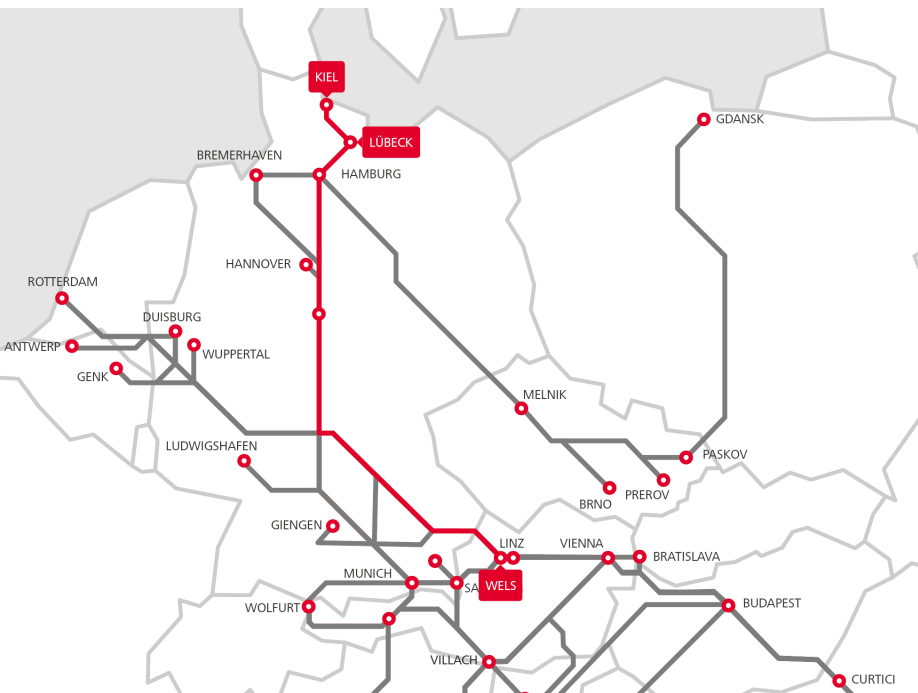 KIEL
GDANSK
LÜBECK
BREMERHAVEN
HAMBURG
HANNOVER
ROTTERDAM
DUISBURG
ANTWERP
WUPPERTAL
GENK
MELNIK
LUDWIGSHAFEN
PASKOV
BRNO
PREROV
GIENGEN
LINZ
VIENNA
BRATISLAVA
MUNICH
WELS
WOLFURT
BUDAPEST
VILLACH
CURTICI